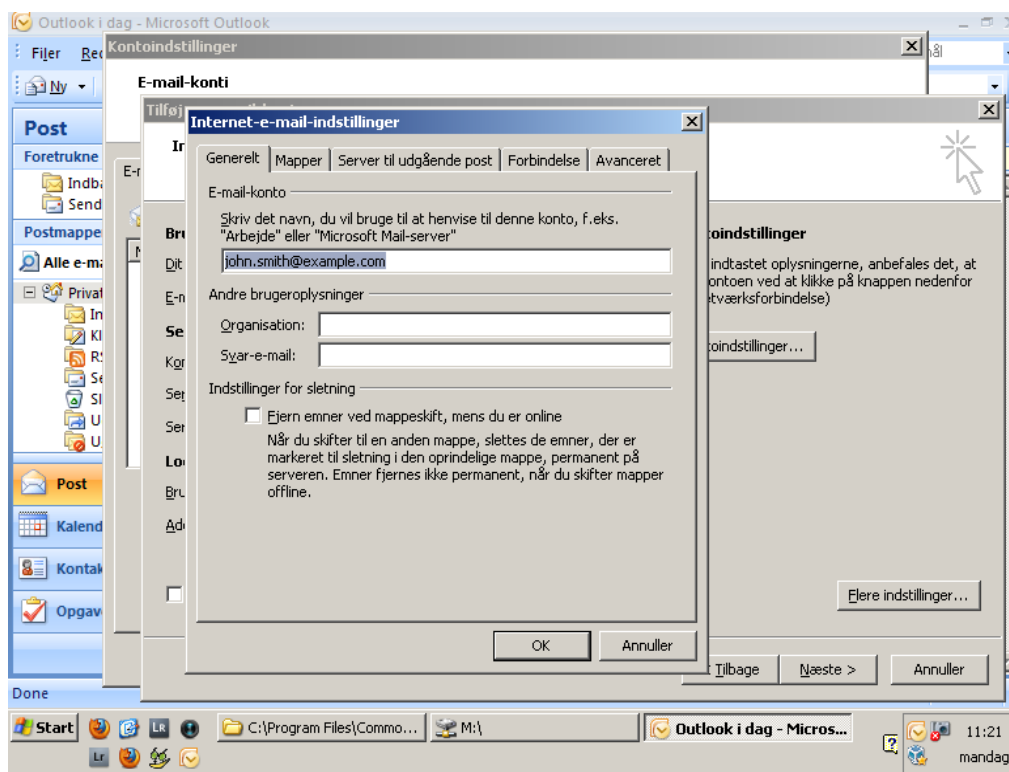 Outlook i dag - Microsoft Outlook
Filer
Kontoindstillinger
Ny
E-mail-konti
Post
Internet-e-mail-indstillinger
Generelt Mapper Server til udgående post Forbindelse Avanceret
Foretrukne
E-mail-konto
Skriv det navn, du vil bruge til at henvise til denne konto, f.eks.
"Arbejde" eller "Microsoft Mail-server"
john.smith@example.com
Postmappe
Alle
Andre brugeroplysninger
Organisation:
Svar-e-mail:
Indstillinger for sletning
Fjern emner ved mappeskift, mens du er online
Når du skifter til en anden mappe, slettes de emner, der er
markeret til sletning i den oprindelige mappe, permanent på
serveren. Emner fjernes ikke permanent, når du skifter mapper
offline.
OK Annuller
indtastet oplysningerne, anbefales det, at
ved at klikke på knappen nedenfor
Dit
Post
Flere indstillinger...
Tilbage Næste > Annuller
Done
Start C:\Program Files\Commo... M:\ Outlook i dag - Micros... 11:21
mandag